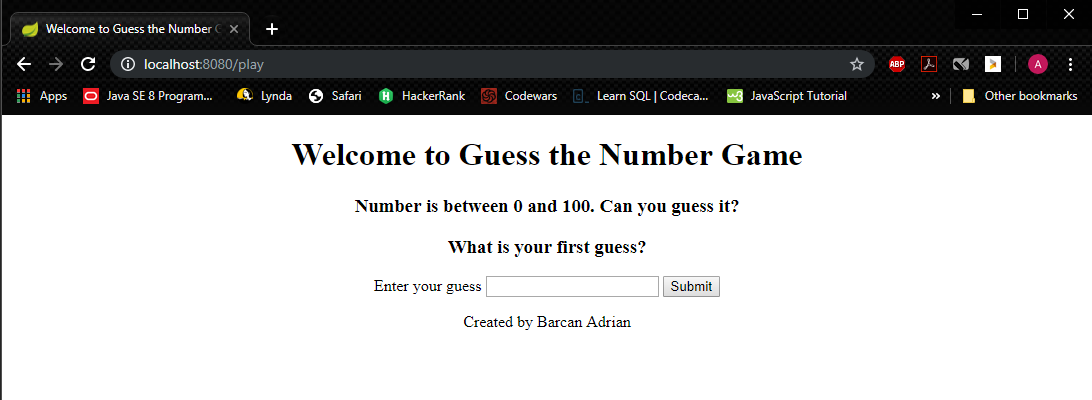 Welcome to Guess the Number G
localhost:8080/play
ABP
A
Apps Java SE 8 Program... Lynda Safari HackerRank Codewars Learn SQL | Codeca... JavaScript Tutorial » Other bookmarks
Welcome to Guess the Number Game
Number is between 0 and 100. Can you guess it?
What is your first guess?
Enter your guess Submit
Created by Barcan Adrian